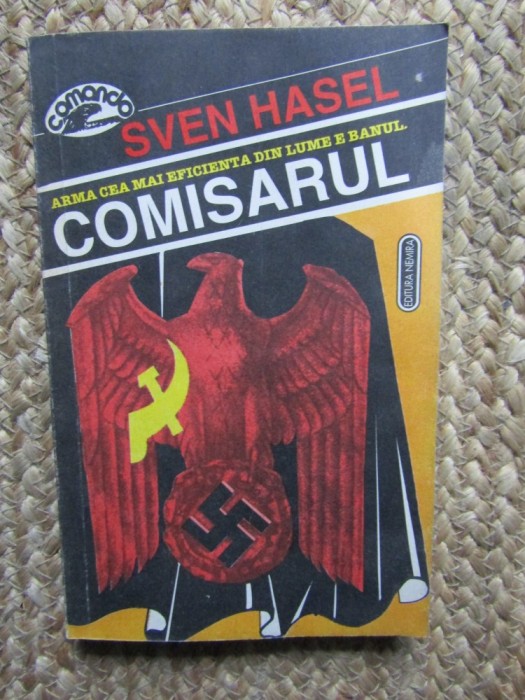 comando
SVEN HASEL
ARMA CEA MAI EFICIENTA DIN LUME E BANUL.
COMISARUL
EDITURA NEMIRA